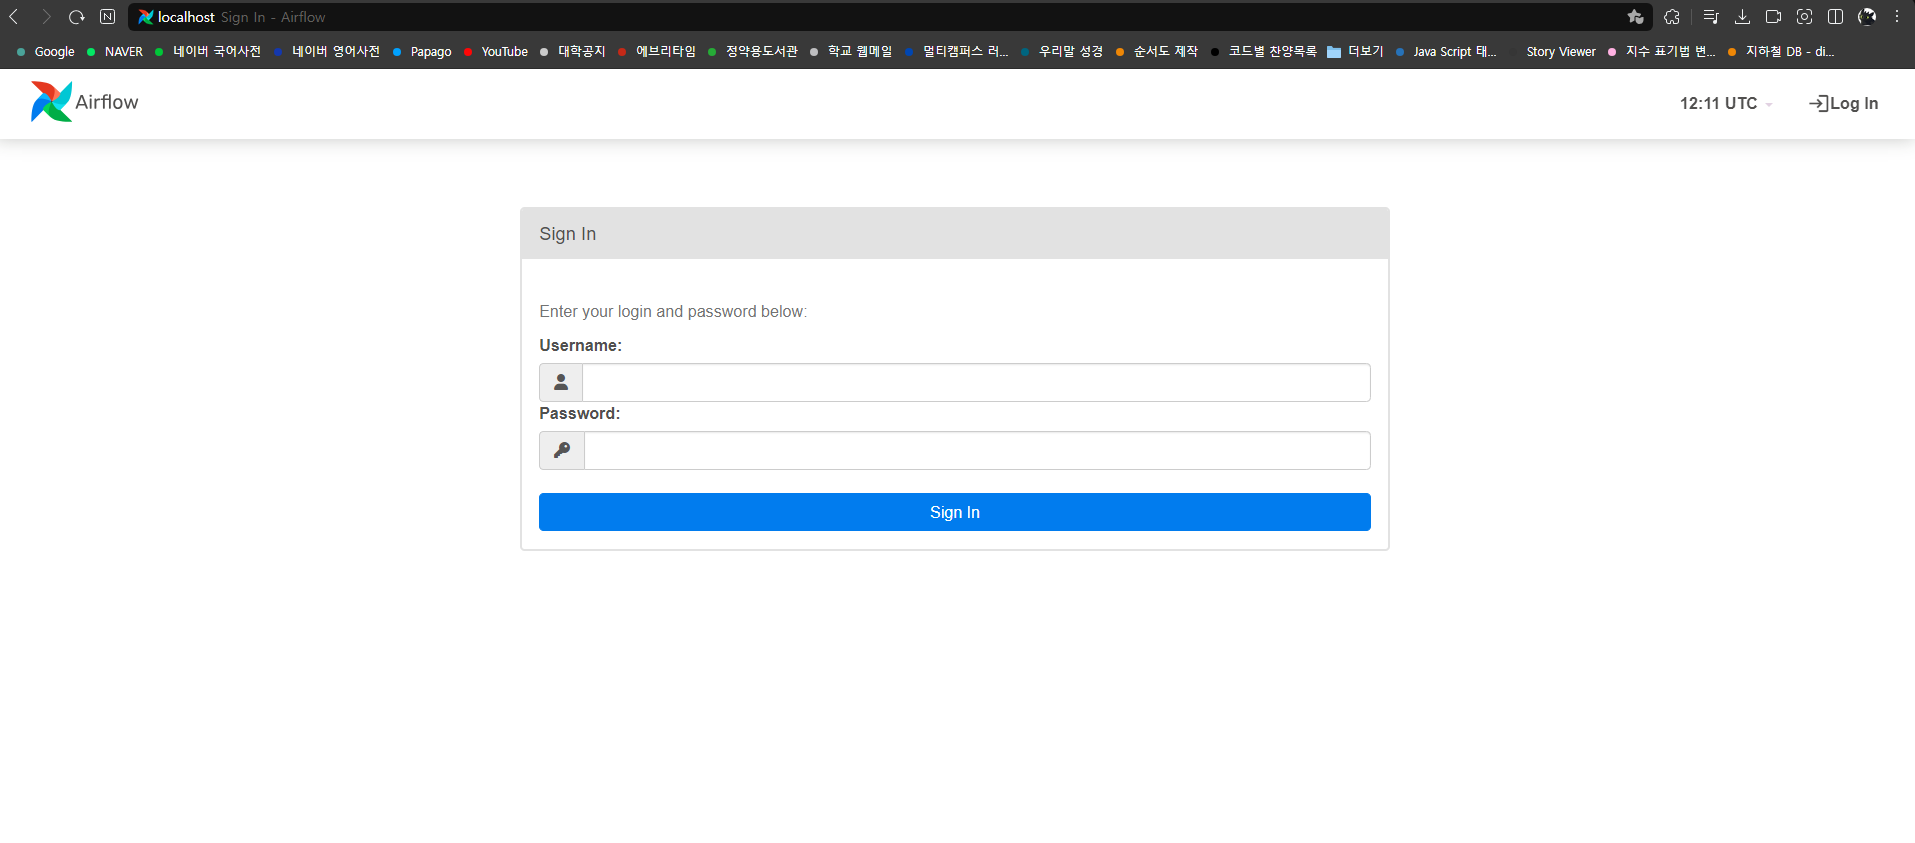 localhost Sign In - Airflow
Google NAVER 네이버 국어사전 네이버 영어사전 Papago YouTube 대학공지 에브리타임 정약용도서관 학교 웹메일 멀티캠퍼스 러... 우리말 성경 순서도 제작 코드별 찬양목록 더보기 Java Script 태... Story Viewer 지수 표기법 변... 지하철 DB - di...
Airflow
12:11 UTC
Log In
Sign In
Enter your login and password below:
Username:
Password:
Sign In